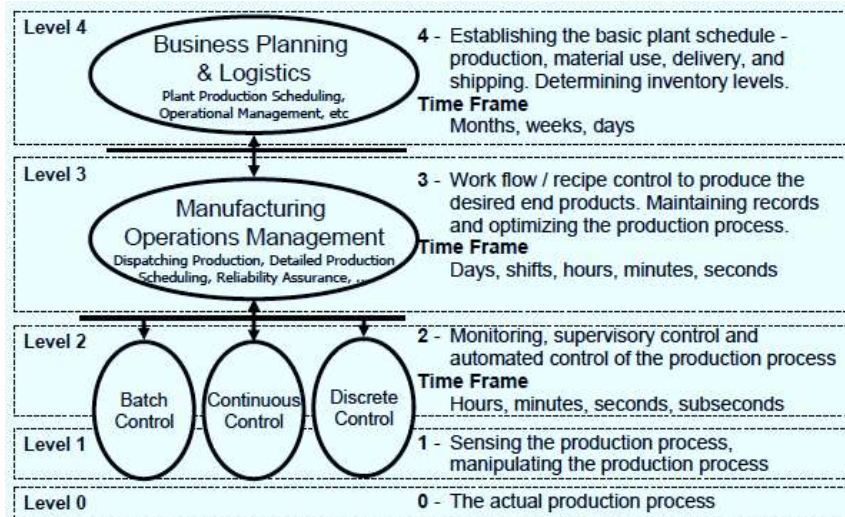 Level 4
Business Planning
& Logistics
Plant Production Scheduling,
Operational Management, etc
4 - Establishing the basic plant schedule -
production, material use, delivery, and
shipping. Determining inventory levels.
Time Frame
Months, weeks, days
Level 3
Manufacturing
Operations Management
Dispatching Production, Detailed Production
Scheduling, Reliability Assurance, ...
3 - Work flow / recipe control to produce the
desired end products. Maintaining records
and optimizing the production process.
Time Frame
Days, shifts, hours, minutes, seconds
Level 2
Batch
Control
Continuous
Control
Discrete
Control
2 - Monitoring, supervisory control and
automated control of the production process
Time Frame
Hours, minutes, seconds, subseconds
Level 1
1 - Sensing the production process,
manipulating the production process
Level 0
0 - The actual production process